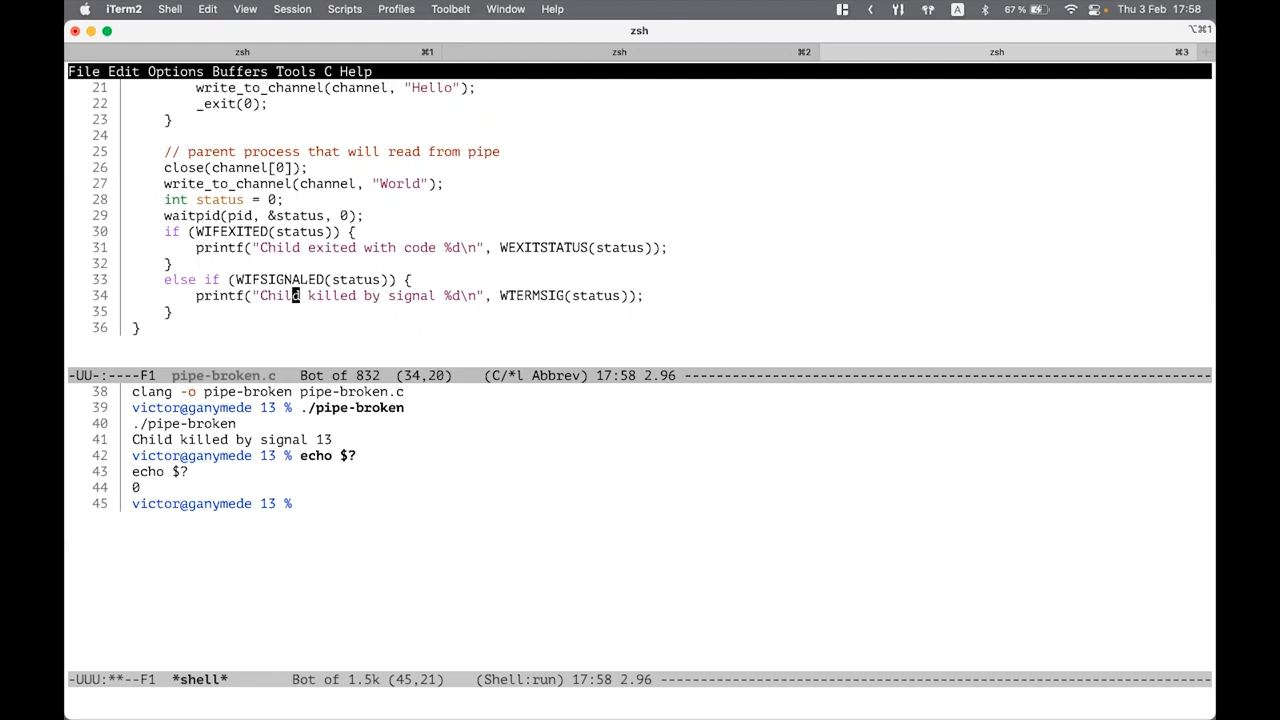 iTerm2 Shell Edit View Session Scripts Profiles Toolbelt Window Help A 67 % Thu 3 Feb 17:58
zsh ⌥⌘1
zsh ⌘1 zsh ⌘2 zsh ⌘3 +
File Edit Options Buffers Tools C Help
21 write_to_channel(channel, "Hello");
22 _exit(0);
23 }
24
25 // parent process that will read from pipe
26 close(channel[0]);
27 write_to_channel(channel, "World");
28 int status = 0;
29 waitpid(pid, &status, 0);
30 if (WIFEXITED(status)) {
31 printf("Child exited with code %d\n", WEXITSTATUS(status));
32 }
33 else if (WIFSIGNALED(status)) {
34 printf("Child killed by signal %d\n", WTERMSIG(status));
35 }
36 }
-UU-:----F1 pipe-broken.c Bot of 832 (34,20) (C/*l Abbrev) 17:58 2.96 ------------------------------------------------------------------
38 clang -o pipe-broken pipe-broken.c
39 victor@ganymede 13 % ./pipe-broken
40 ./pipe-broken
41 Child killed by signal 13
42 victor@ganymede 13 % echo $?
43 echo $?
44 0
45 victor@ganymede 13 %
-UUU:**--F1 *shell* Bot of 1.5k (45,21) (Shell:run) 17:58 2.96 ---------------------------------------------------------------------